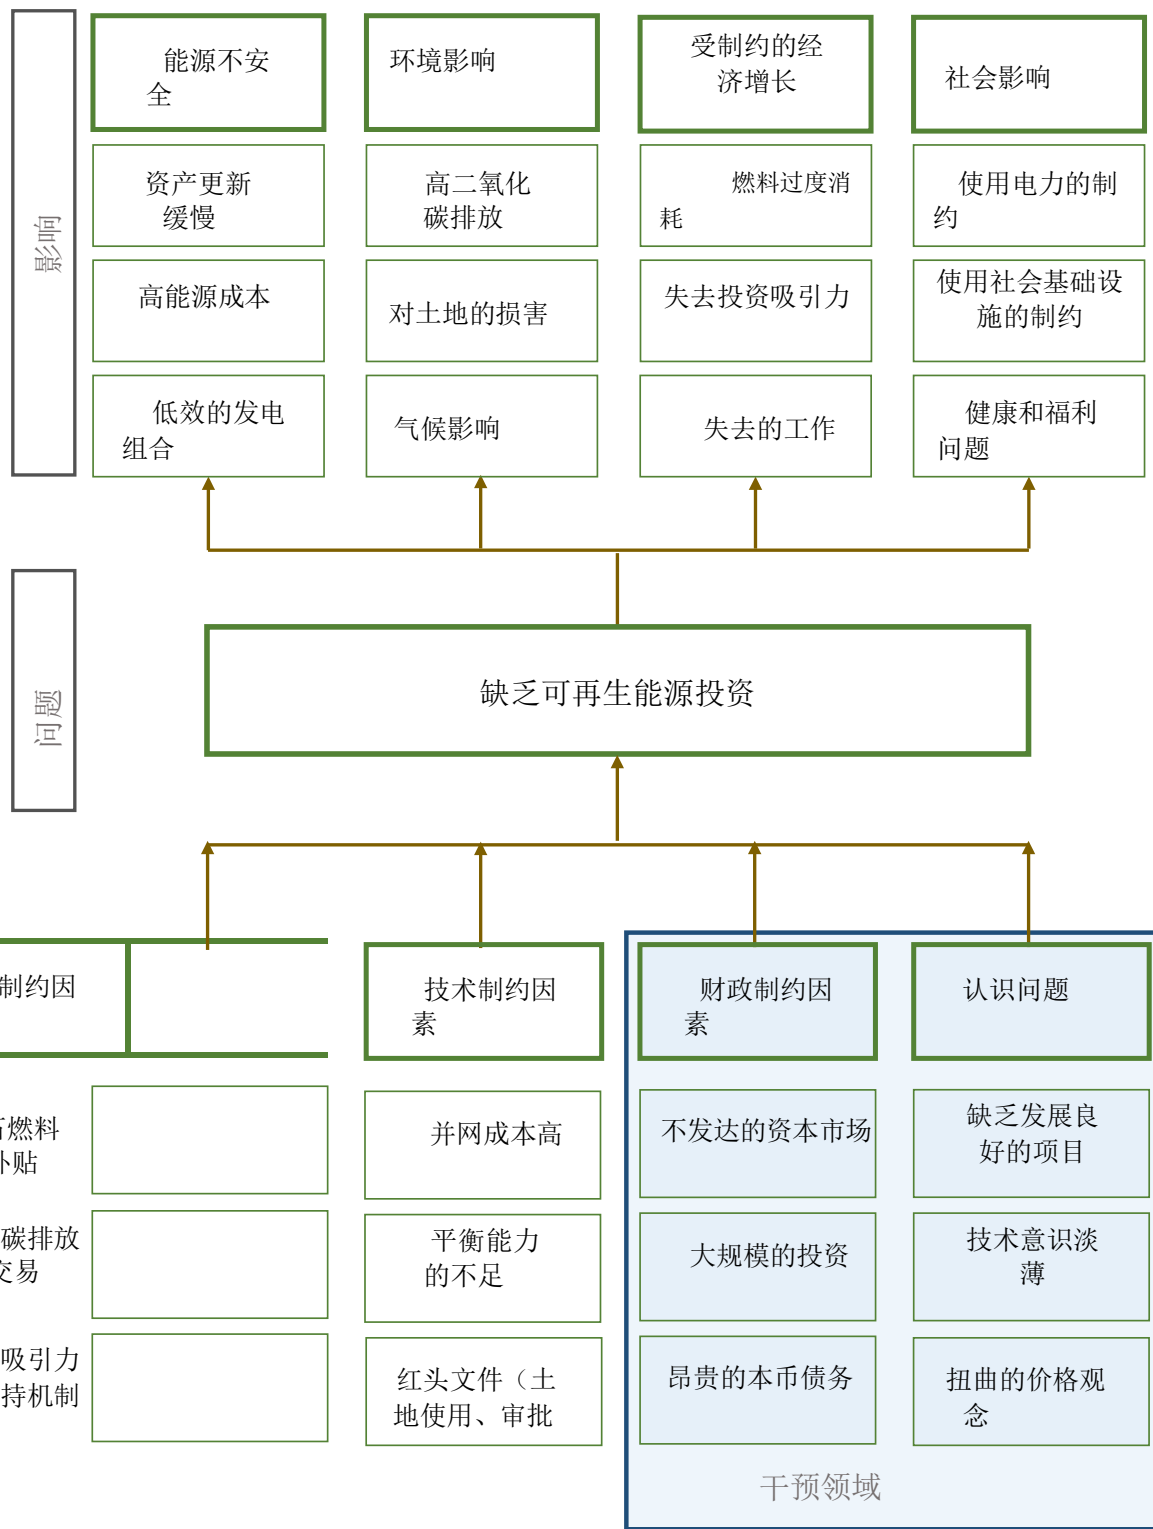 影响
能源不安
全
环境影响
受制约的经
济增长
社会影响
资产更新
缓慢
高二氧化
碳排放
燃料过度消
耗
使用电力的制
约
高能源成本
对土地的损害
失去投资吸引力
使用社会基础设
施的制约
低效的发电
组合
气候影响
失去的工作
健康和福利
问题
问题
缺乏可再生能源投资
制约因
技术制约因
素
财政制约因
素
认识问题
燃料
补贴
并网成本高
不发达的资本市场
缺乏发展良
好的项目
碳排放
交易
平衡能力
的不足
大规模的投资
技术意识淡
薄
吸引力
持机制
红头文件（土
地使用、审批
昂贵的本币债务
扭曲的价格观
念
干预领域